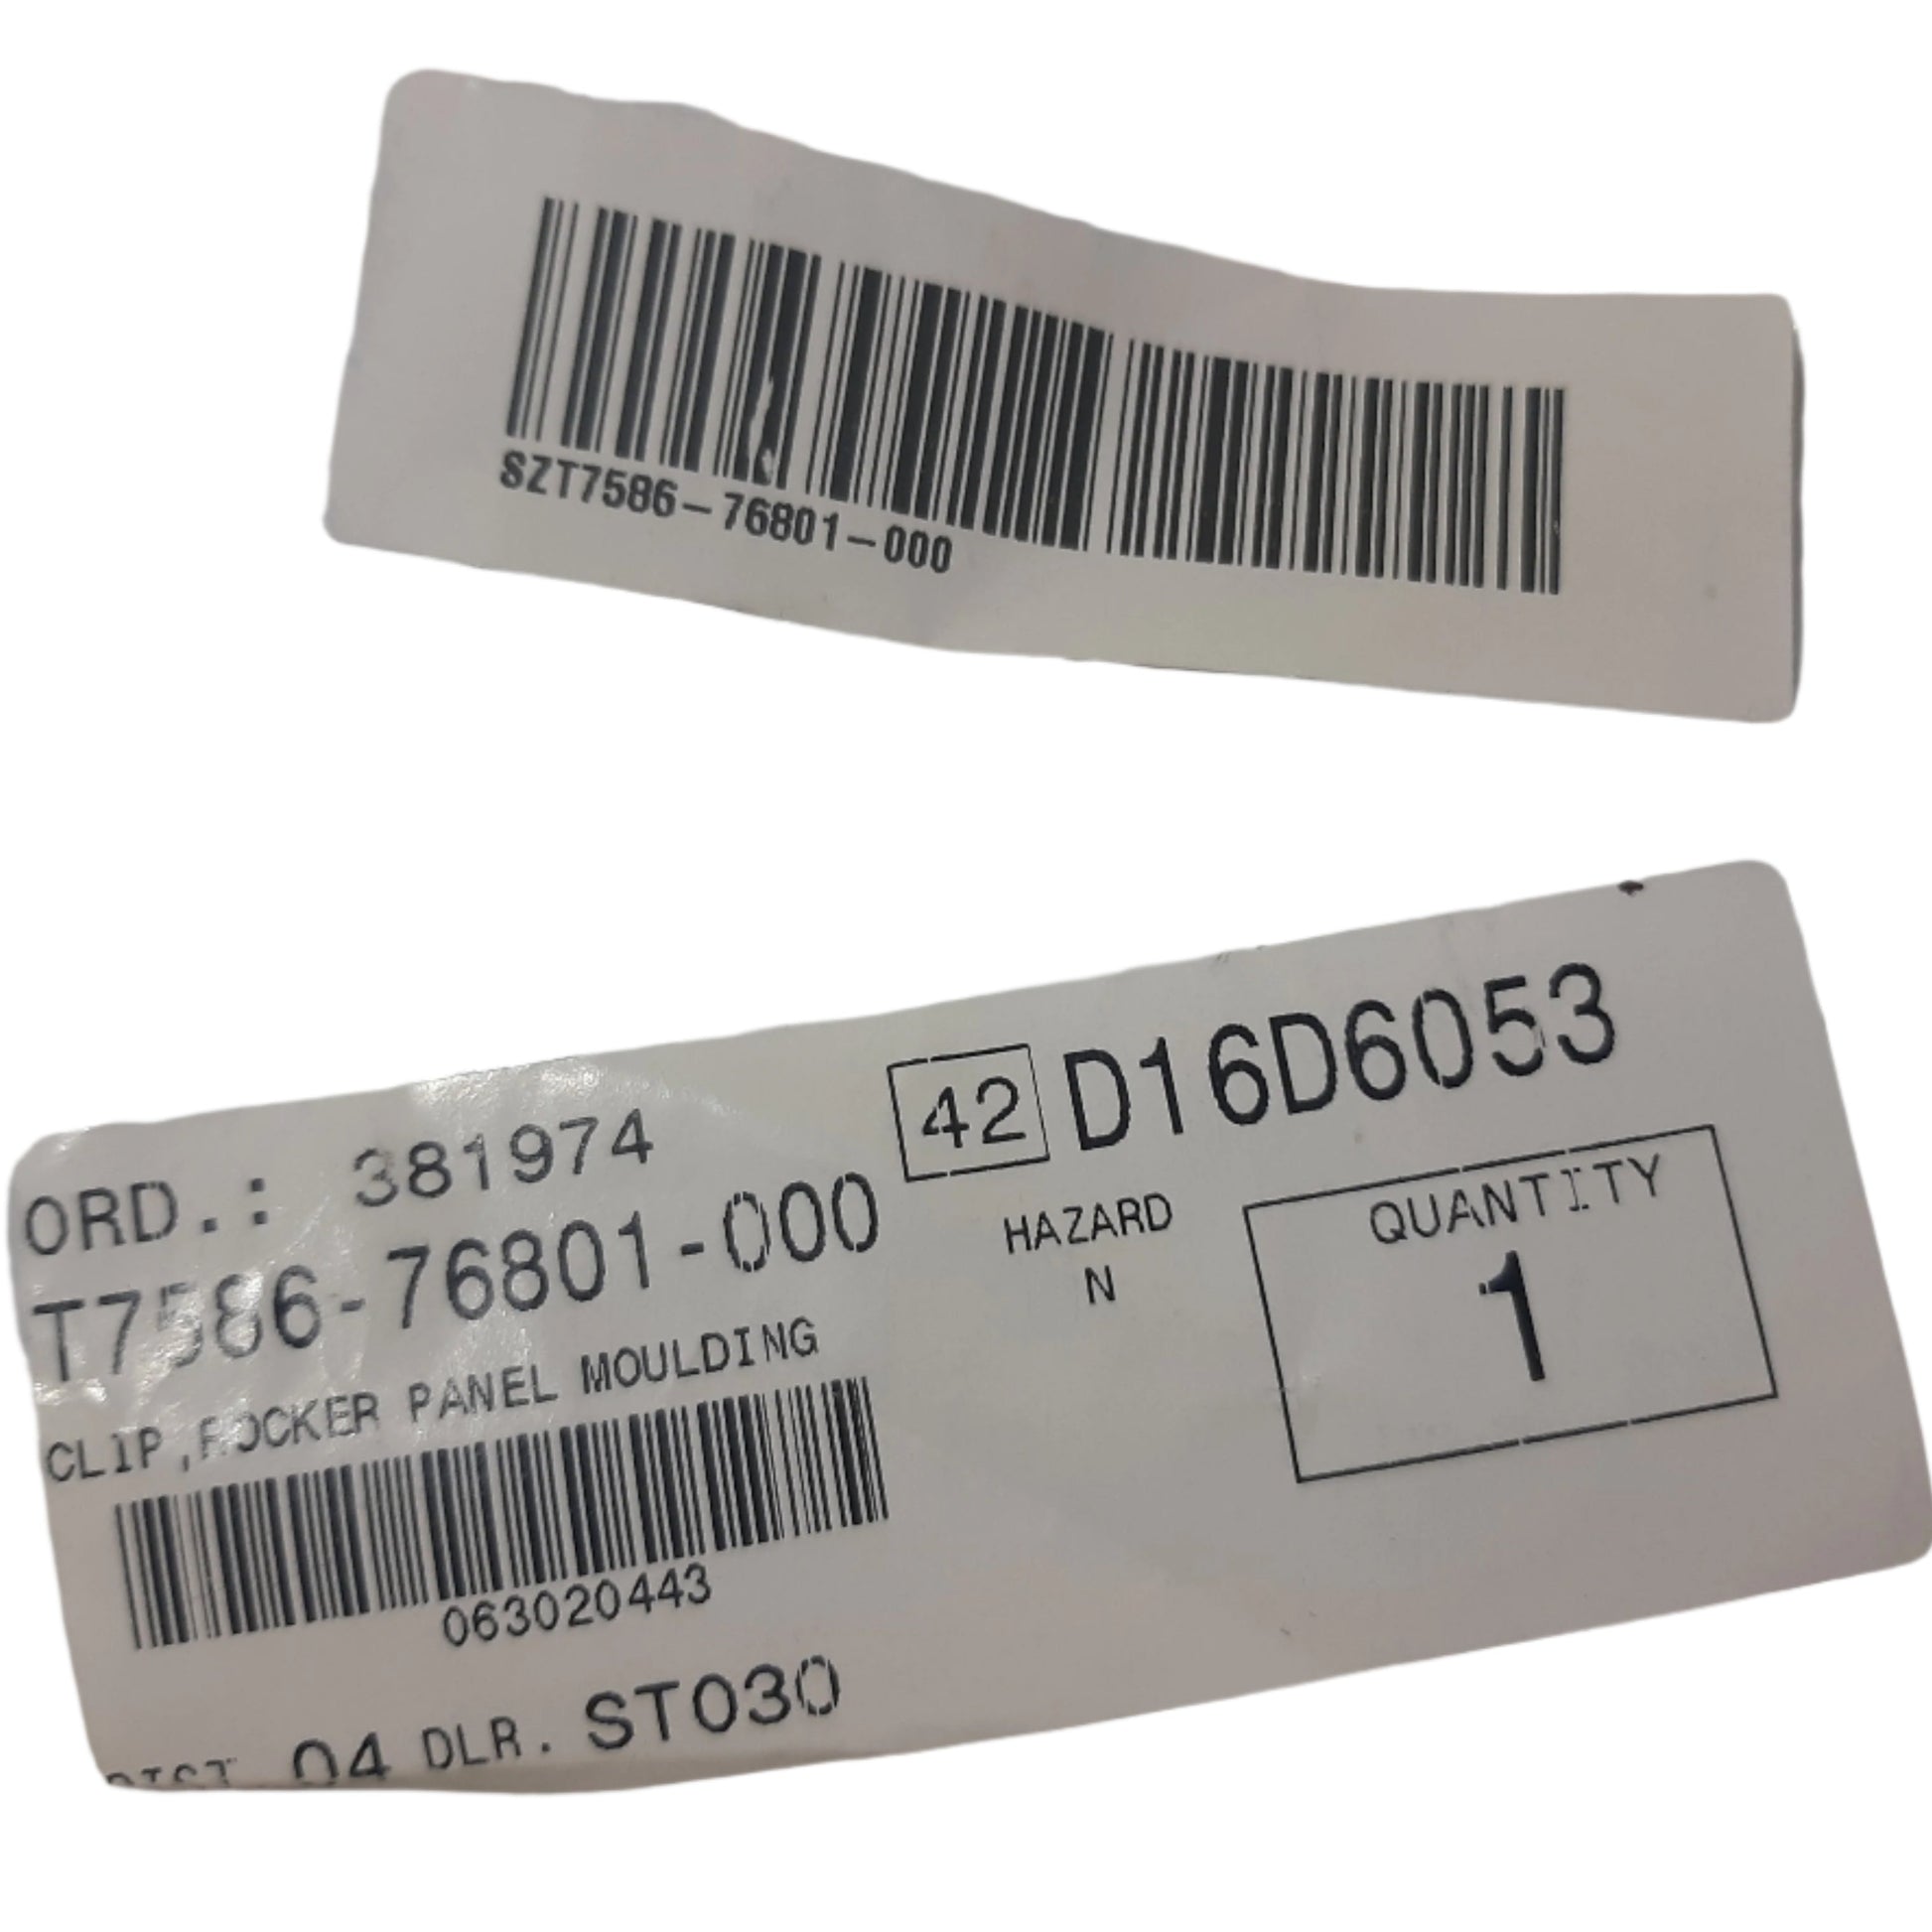 SZT7586-76801-000
42 D16D6053
ORD.: 381974
T7586-76801-000
HAZARD
N
QUANTITY
1
CLIP,ROCKER PANEL MOULDING
063020443
DIST. 04 DLR. ST030